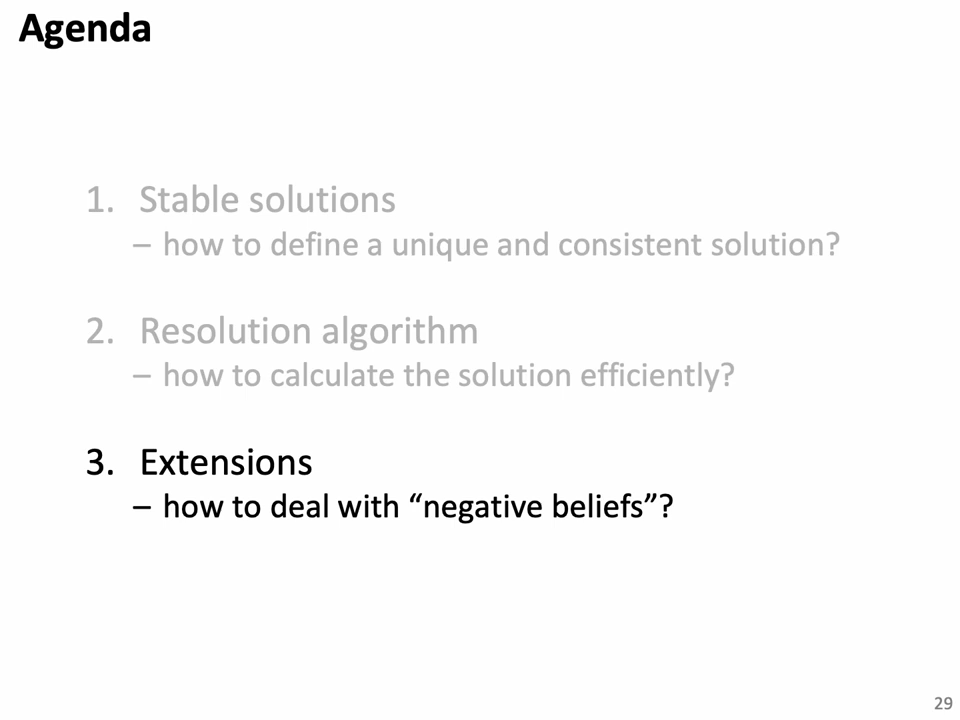 Agenda
1. Stable solutions
– how to define a unique and consistent solution?
2. Resolution algorithm
– how to calculate the solution efficiently?
3. Extensions
– how to deal with “negative beliefs”?
29